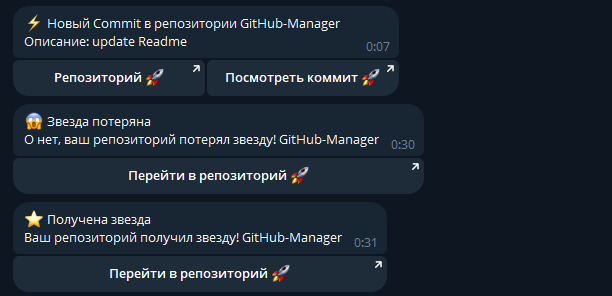 ⚡ Новый Commit в репозитории GitHub-Manager
Описание: update Readme
0:07
Репозиторий 🚀
Посмотреть коммит 🚀
😱 Звезда потеряна
О нет, ваш репозиторий потерял звезду! GitHub-Manager
0:30
Перейти в репозиторий 🚀
⭐ Получена звезда
Ваш репозиторий получил звезду! GitHub-Manager
0:31
Перейти в репозиторий 🚀